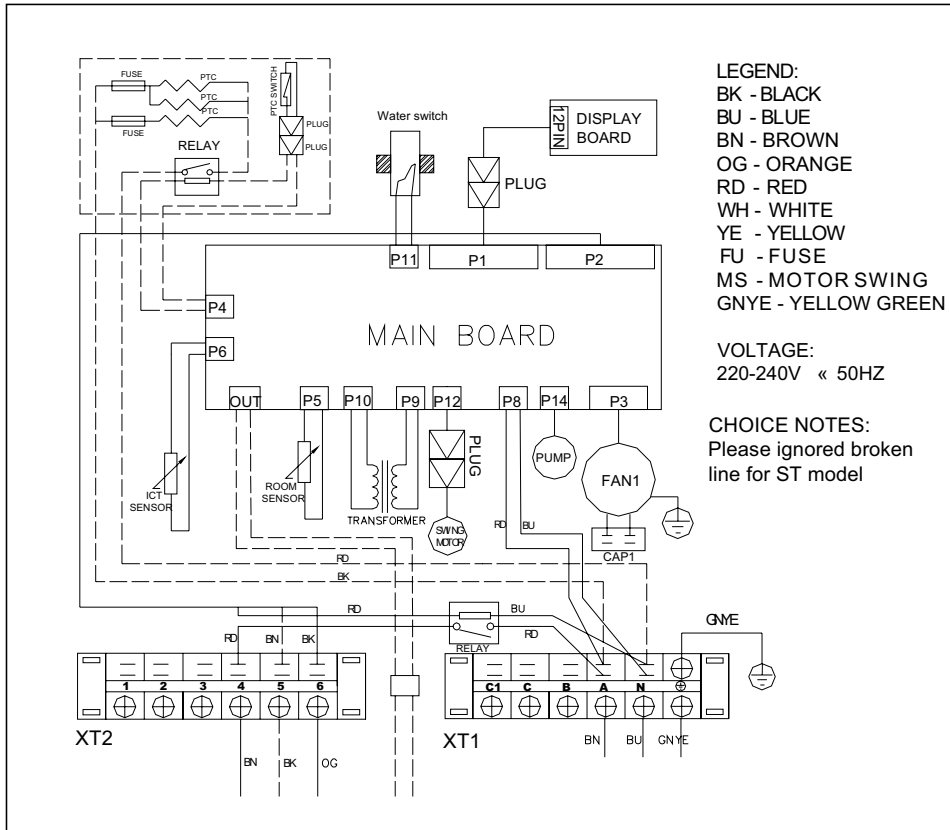 FUSE
PTC
PTC
PTC
FUSE
PTC SWITCH
PLUG
PLUG
RELAY
Water switch
12PIN
DISPLAY
BOARD
PLUG
LEGEND:
BK - BLACK
BU - BLUE
BN - BROWN
OG - ORANGE
RD - RED
WH - WHITE
YE - YELLOW
FU - FUSE
MS - MOTOR SWING
GNYE - YELLOW GREEN
VOLTAGE:
220-240V « 50HZ
CHOICE NOTES:
Please ignored broken
line for ST model
P11
P1
P2
P4
MAIN BOARD
P6
OUT
P5
P10
P9
P12
P8
P14
P3
PLUG
PUMP
FAN1
ICT
SENSOR
ROOM
SENSOR
TRANSFORMER
SWING
MOTOR
RD
BU
CAP1
RD
BK
RD
BU
GNYE
RD
BN
BK
RELAY
RD
1 2 3 4 5 6
C1 C B A N
XT2
XT1
BN
BK
OG
BN
BU
GNYE